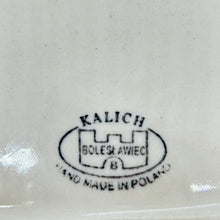 KALICH
BOLESŁAWIEC
B
HAND MADE IN POLAND